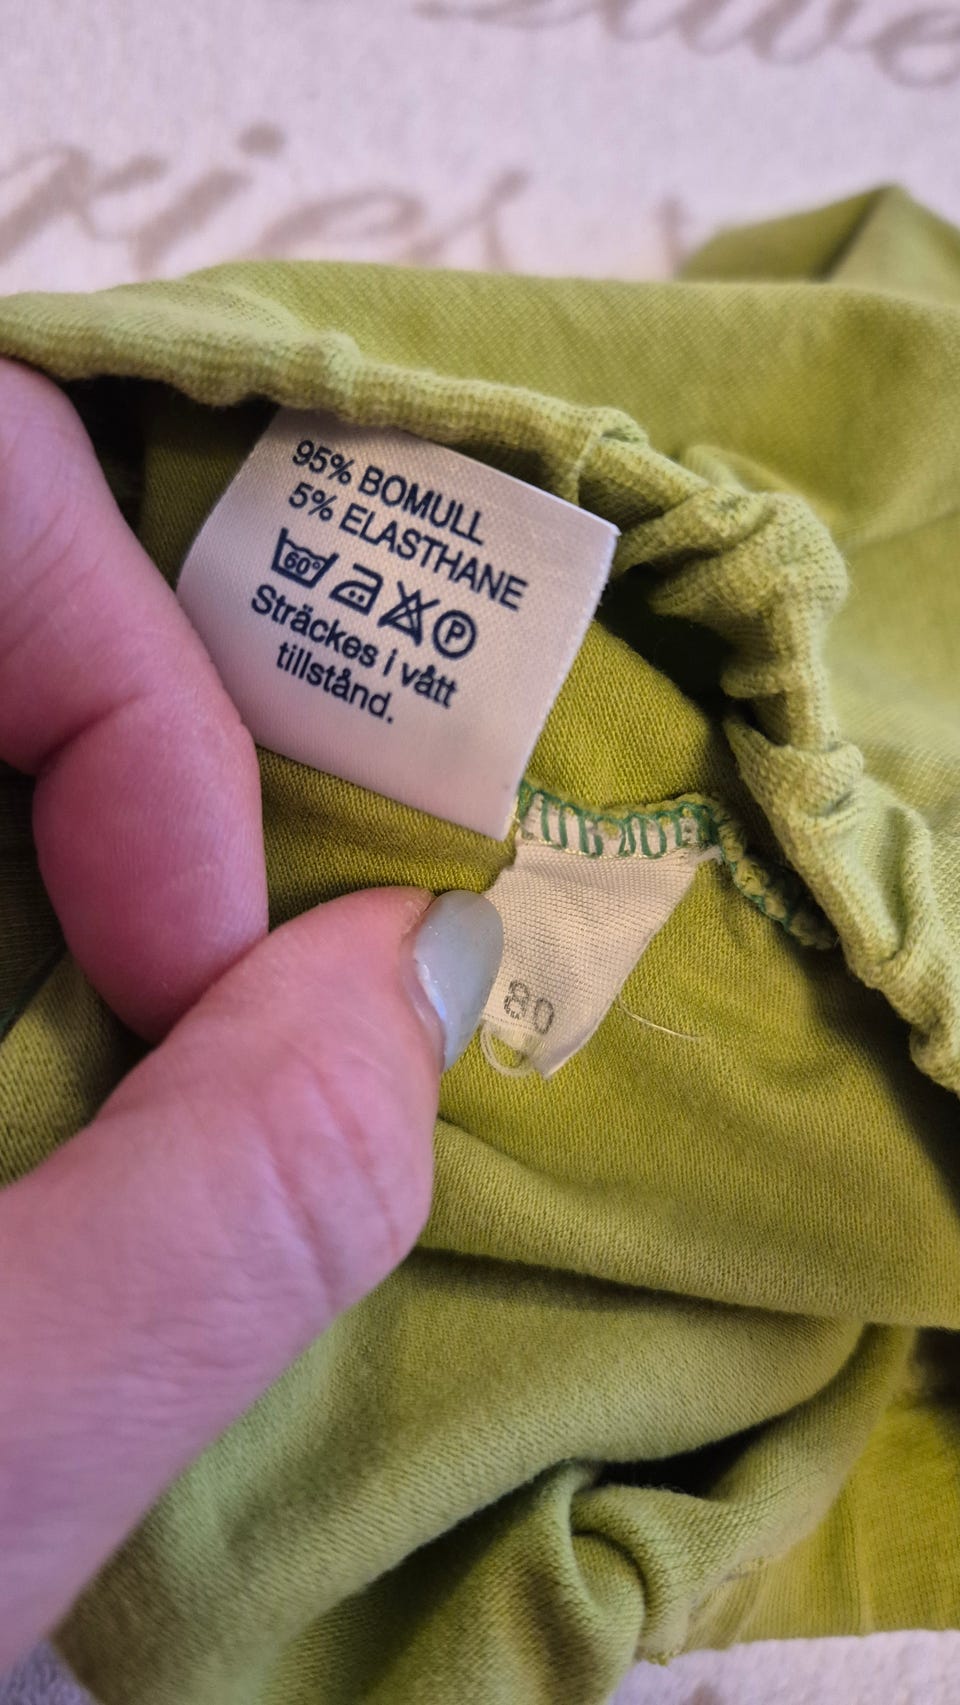 95% BOMULL
5% ELASTHANE
60°
P
Sträckes i vått
tillstånd.
80